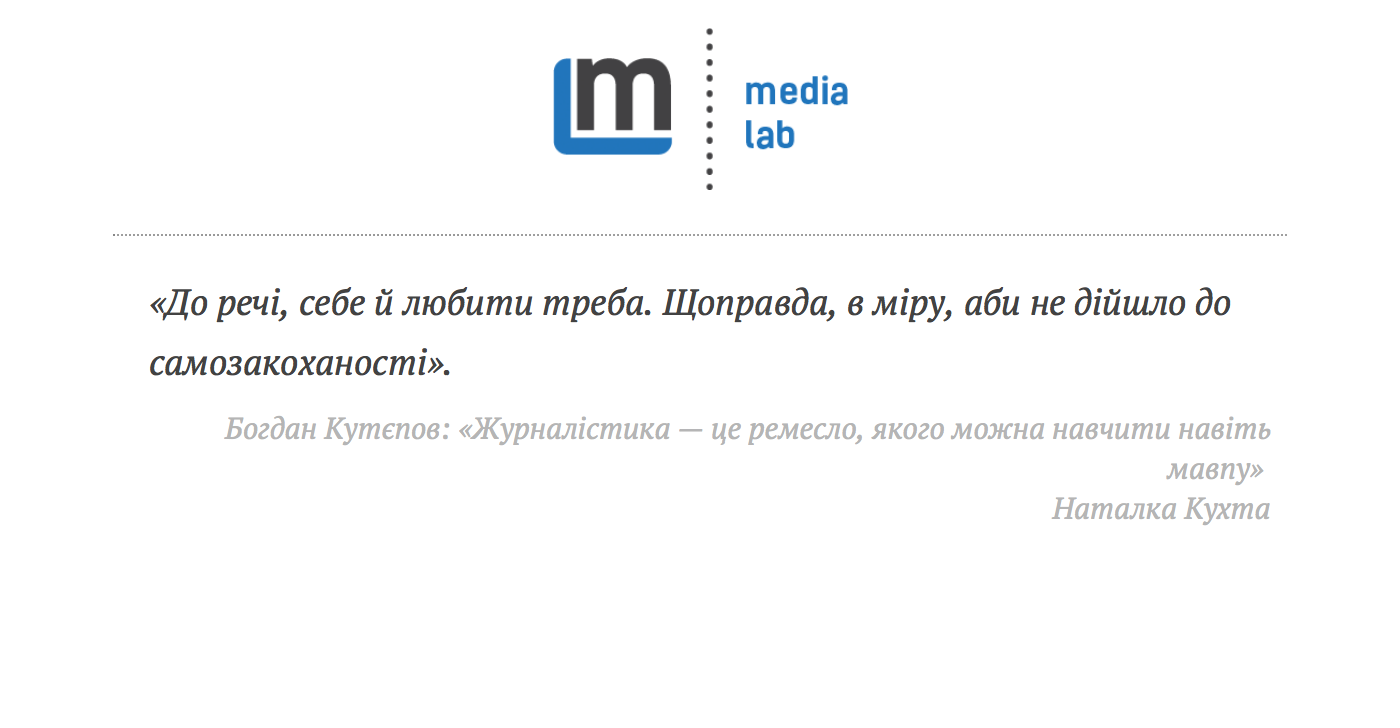 m
media
lab
«До речі, себе й любити треба. Щоправда, в міру, аби не дійшло до
самозакоханості».
Богдан Кутєпов: «Журналістика — це ремесло, якого можна навчити навіть
мавпу»
Наталка Кухта